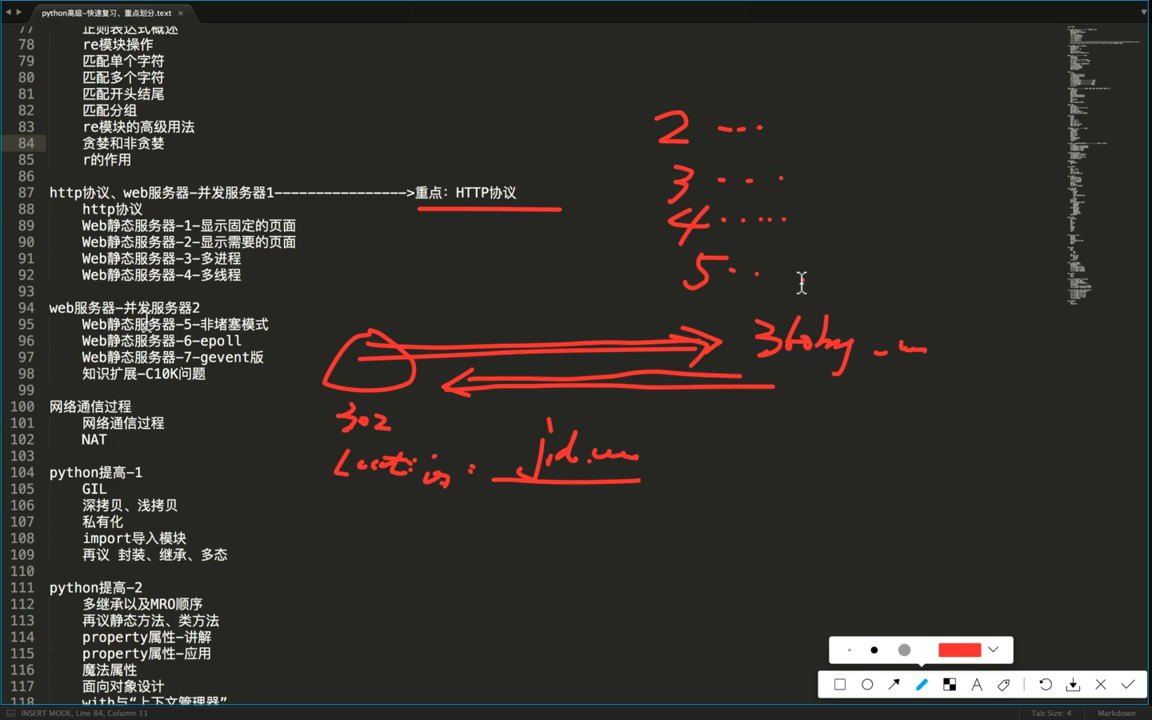 python高级-快速复习、重点划分.text ×
77 正则表达式概述
78 re模块操作
79 匹配单个字符
80 匹配多个字符
81 匹配开头结尾
82 匹配分组
83 re模块的高级用法
84 贪婪和非贪婪
85 r的作用
86
87 http协议、web服务器-并发服务器1---------------->重点: HTTP协议
88 http协议
89 Web静态服务器-1-显示固定的页面
90 Web静态服务器-2-显示需要的页面
91 Web静态服务器-3-多进程
92 Web静态服务器-4-多线程
93
94 web服务器-并发服务器2
95 Web静态服务器-5-非堵塞模式
96 Web静态服务器-6-epoll
97 Web静态服务器-7-gevent版
98 知识扩展-C10K问题
99
100 网络通信过程
101 网络通信过程
102 NAT
103
104 python提高-1
105 GIL
106 深拷贝、浅拷贝
107 私有化
108 import导入模块
109 再议 封装、继承、多态
110
111 python提高-2
112 多继承以及MRO顺序
113 再议静态方法、类方法
114 property属性-讲解
115 property属性-应用
116 魔法属性
117 面向对象设计
118 with与“上下文管理器”
2 ...
3 ...
4 .....
5 ..
302
INSERT MODE, Line 84, Column 11
Tab Size: 4
Markdown